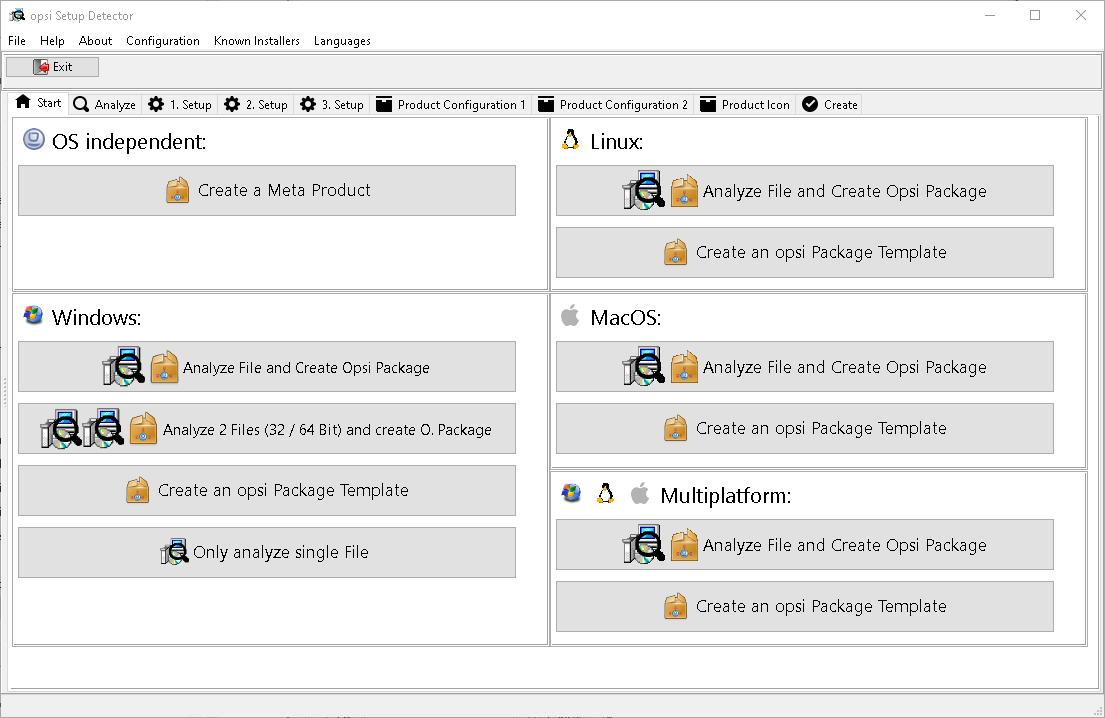 opsi Setup Detector
File Help About Configuration Known Installers Languages
Exit
Start Analyze 1. Setup 2. Setup 3. Setup Product Configuration 1 Product Configuration 2 Product Icon Create
OS independent:
Create a Meta Product
Linux:
Analyze File and Create Opsi Package
Create an opsi Package Template
Windows:
Analyze File and Create Opsi Package
Analyze 2 Files (32 / 64 Bit) and create O. Package
Create an opsi Package Template
Only analyze single File
MacOS:
Analyze File and Create Opsi Package
Create an opsi Package Template
Multiplatform:
Analyze File and Create Opsi Package
Create an opsi Package Template